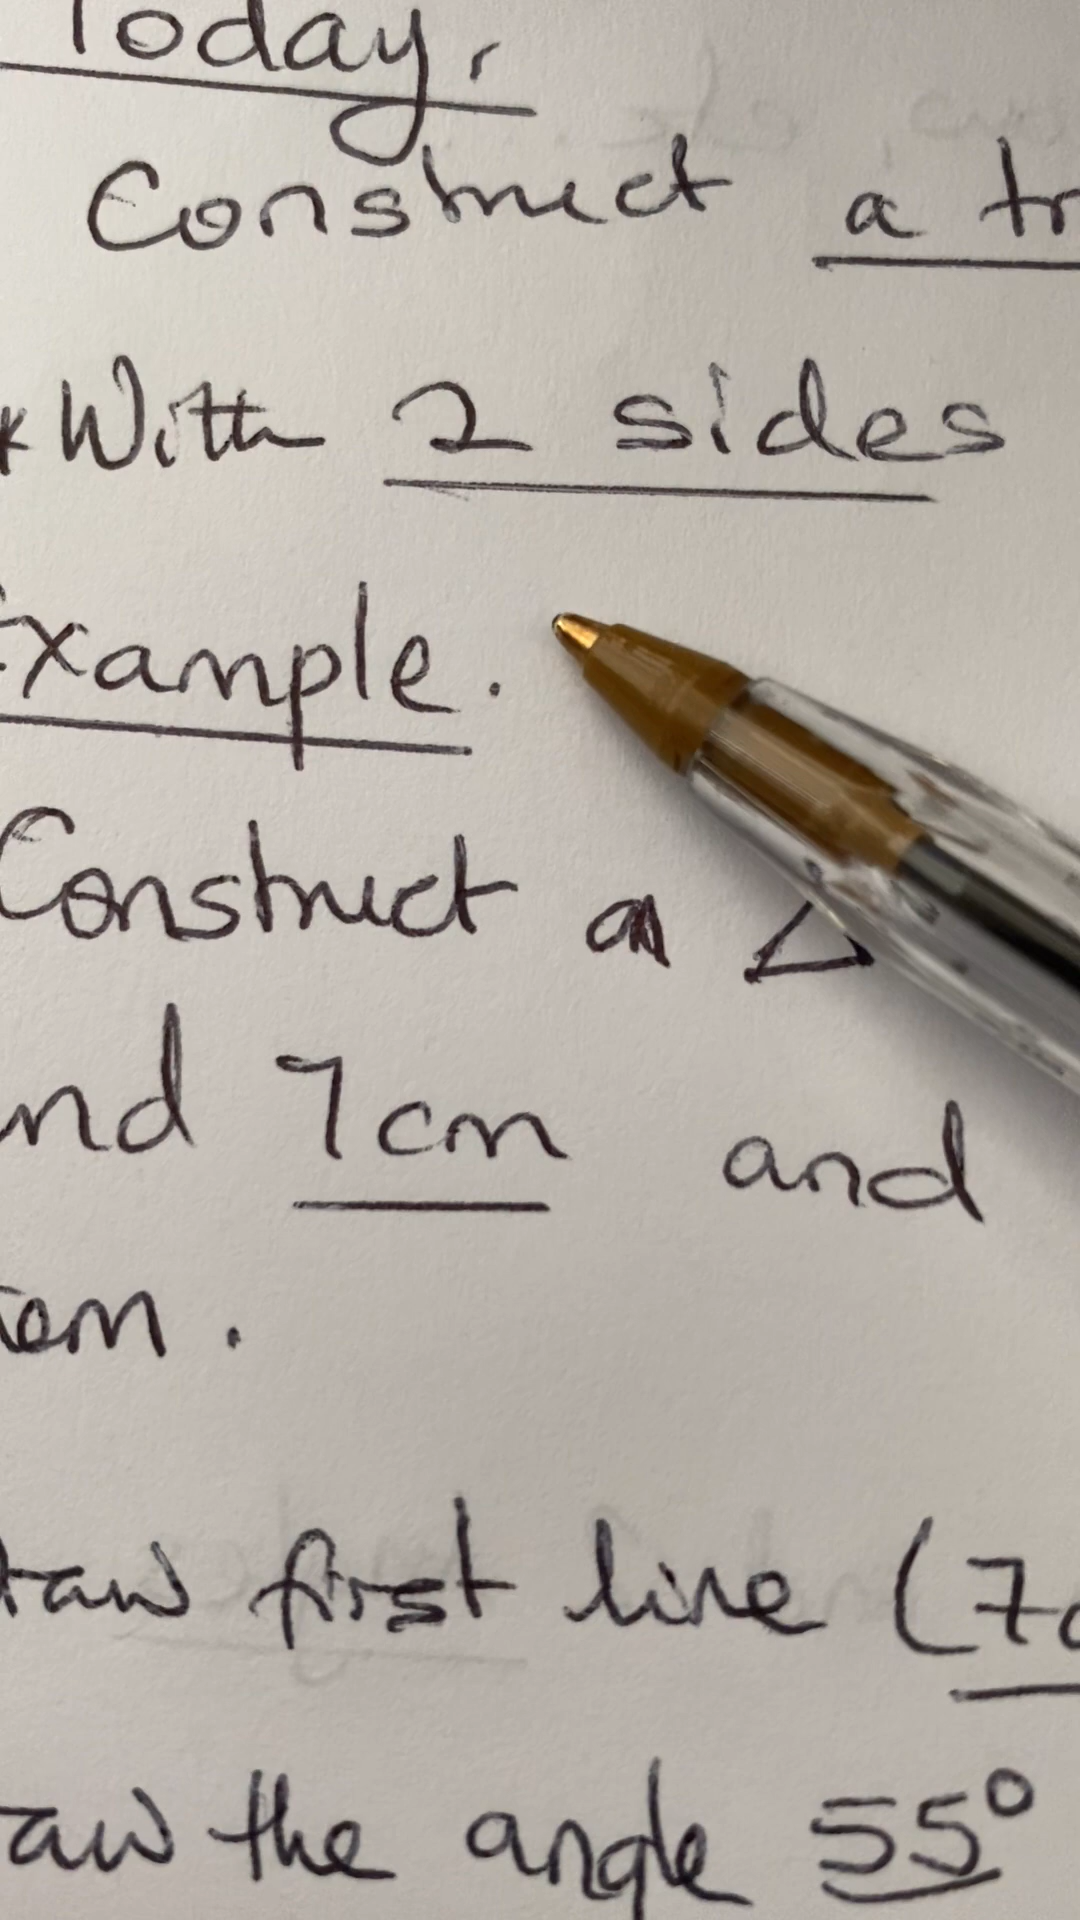 Today,
Construct a tr
*With 2 sides
Example.
Construct a △
nd 7cm and
em.
raw first line (7c
raw the angle 55°